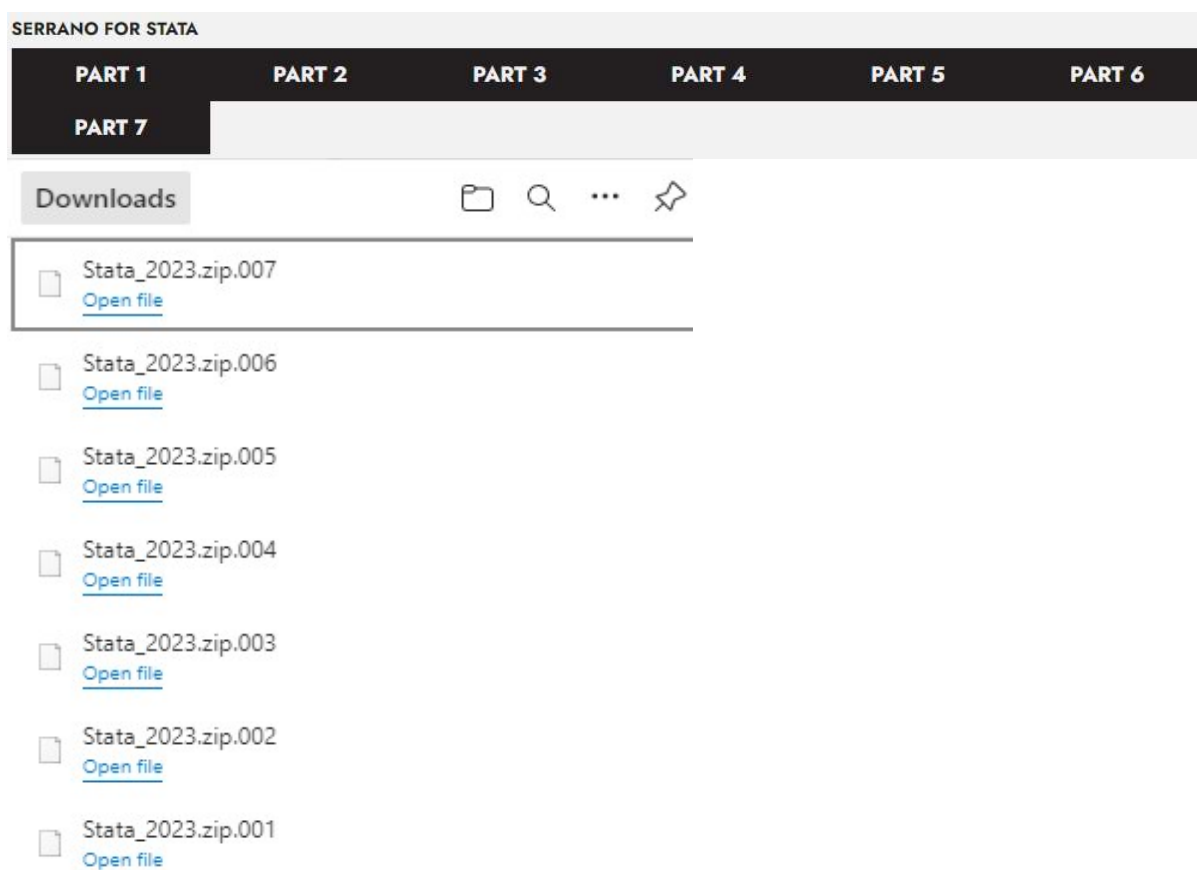 SERRANO FOR STATA
PART 1 PART 2 PART 3 PART 4 PART 5 PART 6
PART 7
Downloads
Stata_2023.zip.007
Open file
Stata_2023.zip.006
Open file
Stata_2023.zip.005
Open file
Stata_2023.zip.004
Open file
Stata_2023.zip.003
Open file
Stata_2023.zip.002
Open file
Stata_2023.zip.001
Open file